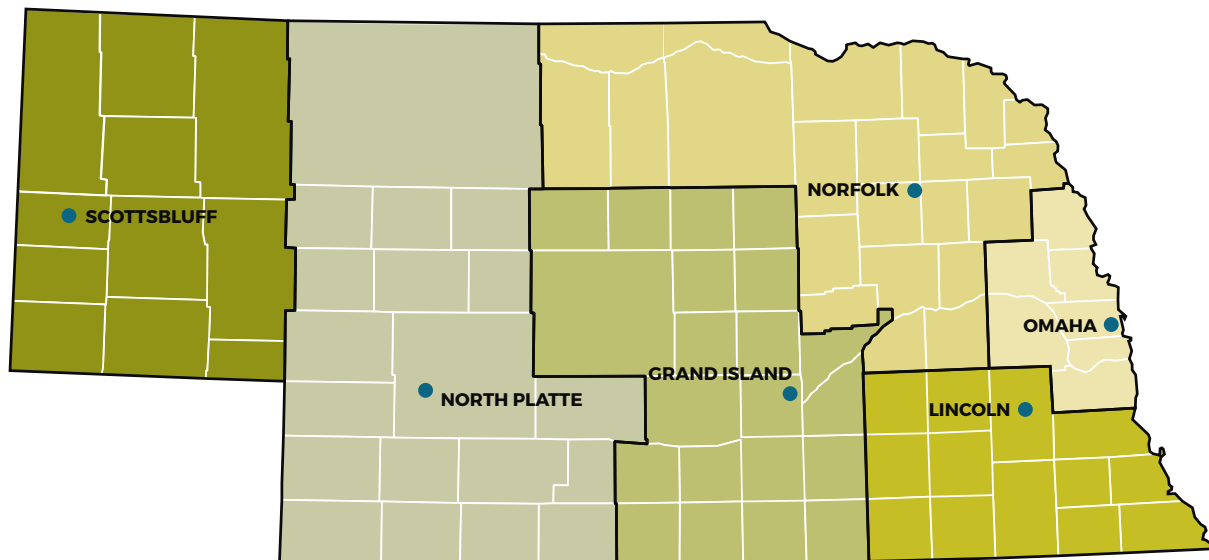 NORFOLK
SCOTTSBLUFF
OMAHA
GRAND ISLAND
NORTH PLATTE
LINCOLN